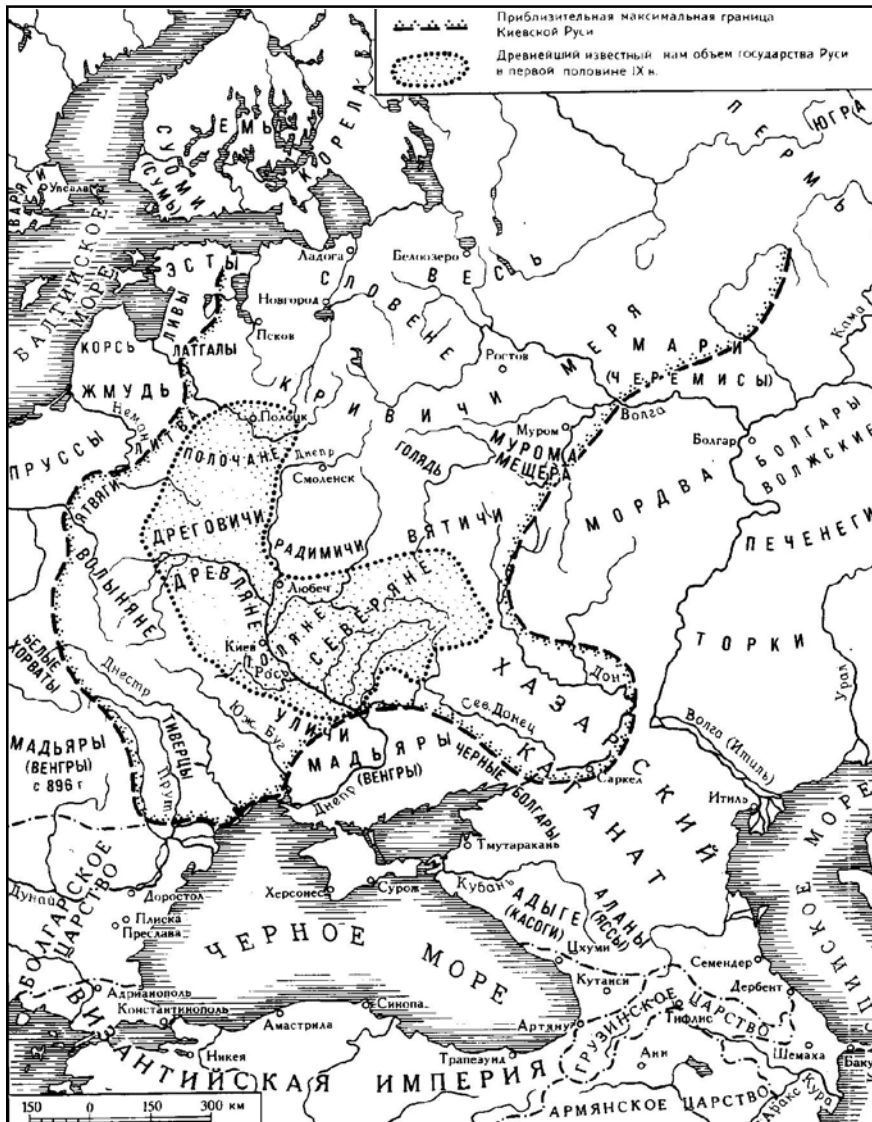 Приблизительная максимальная граница
Киевской Руси
Древнейший известный нам объем государства Руси
в первой половине IX в.
ПЕРМЬ
ЮГРА
ЕМЬ
СУОМИ
(СУМЬ)
КОРЕЛА
ВАРЯГИ
Упсала
БАЛТИЙСКОЕ
МОРЕ
ЭСТЫ
Ладога
Белоозеро
ВЕСЬ
СЛОВЕНЕ
Новгород
ЛИВЫ
Псков
КОРСЬ
ЛАТГАЛЫ
Ростов
МЕРЯ
МАРИ
(ЧЕРЕМИСЫ)
Кама
ЖМУДЬ
КРИВИЧИ
Неман
ЛИТВА
Полоцк
Волга
Муром
Болгар
БОЛГАРЫ
ВОЛЖСКИЕ
ПРУССЫ
ПОЛОЧАНЕ
Днепр
ГОЛЯДЬ
МУРОМА
МЕЩЕРА
Смоленск
ЯТВЯГИ
МОРДВА
ДРЕГОВИЧИ
РАДИМИЧИ
ВЯТИЧИ
ПЕЧЕНЕГИ
ВОЛЫНЯНЕ
ДРЕВЛЯНЕ
Любеч
СЕВЕРЯНЕ
ПОЛЯНЕ
Киев
Рось
ТОРКИ
БЕЛЫЕ
ХОРВАТЫ
Днестр
Дон
Урал
ХАЗАРСКИЙ
КАГАНАТ
Сев. Донец
УЛИЧИ
Юж. Буг
ТИВЕРЦЫ
МАДЬЯРЫ
(ВЕНГРЫ)
с 896 г
Прут
МАДЬЯРЫ
(ВЕНГРЫ)
Днепр
ЧЕРНЫЕ
БОЛГАРЫ
Саркел
Волга (Итиль)
Итиль
Тмутаракань
Дунай
БОЛГАРСКОЕ
ЦАРСТВО
Доростол
Плиска
Преслава
Херсонес
Сурож
Кубань
АДЫГЕ
(КАСОГИ)
АЛАНЫ
(ЯССЫ)
ЧЕРНОЕ МОРЕ
Цхуми
Семендер
Дербент
Кутаиси
Адрианополь
Константинополь
Амастрила
Синопа
Артяну
ГРУЗИНСКОЕ ЦАРСТВО
Тифлис
Никея
Трапезунд
Ани
Шемаха
Баку
ВИЗАНТИЙСКАЯ ИМПЕРИЯ
АРМЯНСКОЕ ЦАРСТВО
Аракс
Кура
150 0 150 300 км